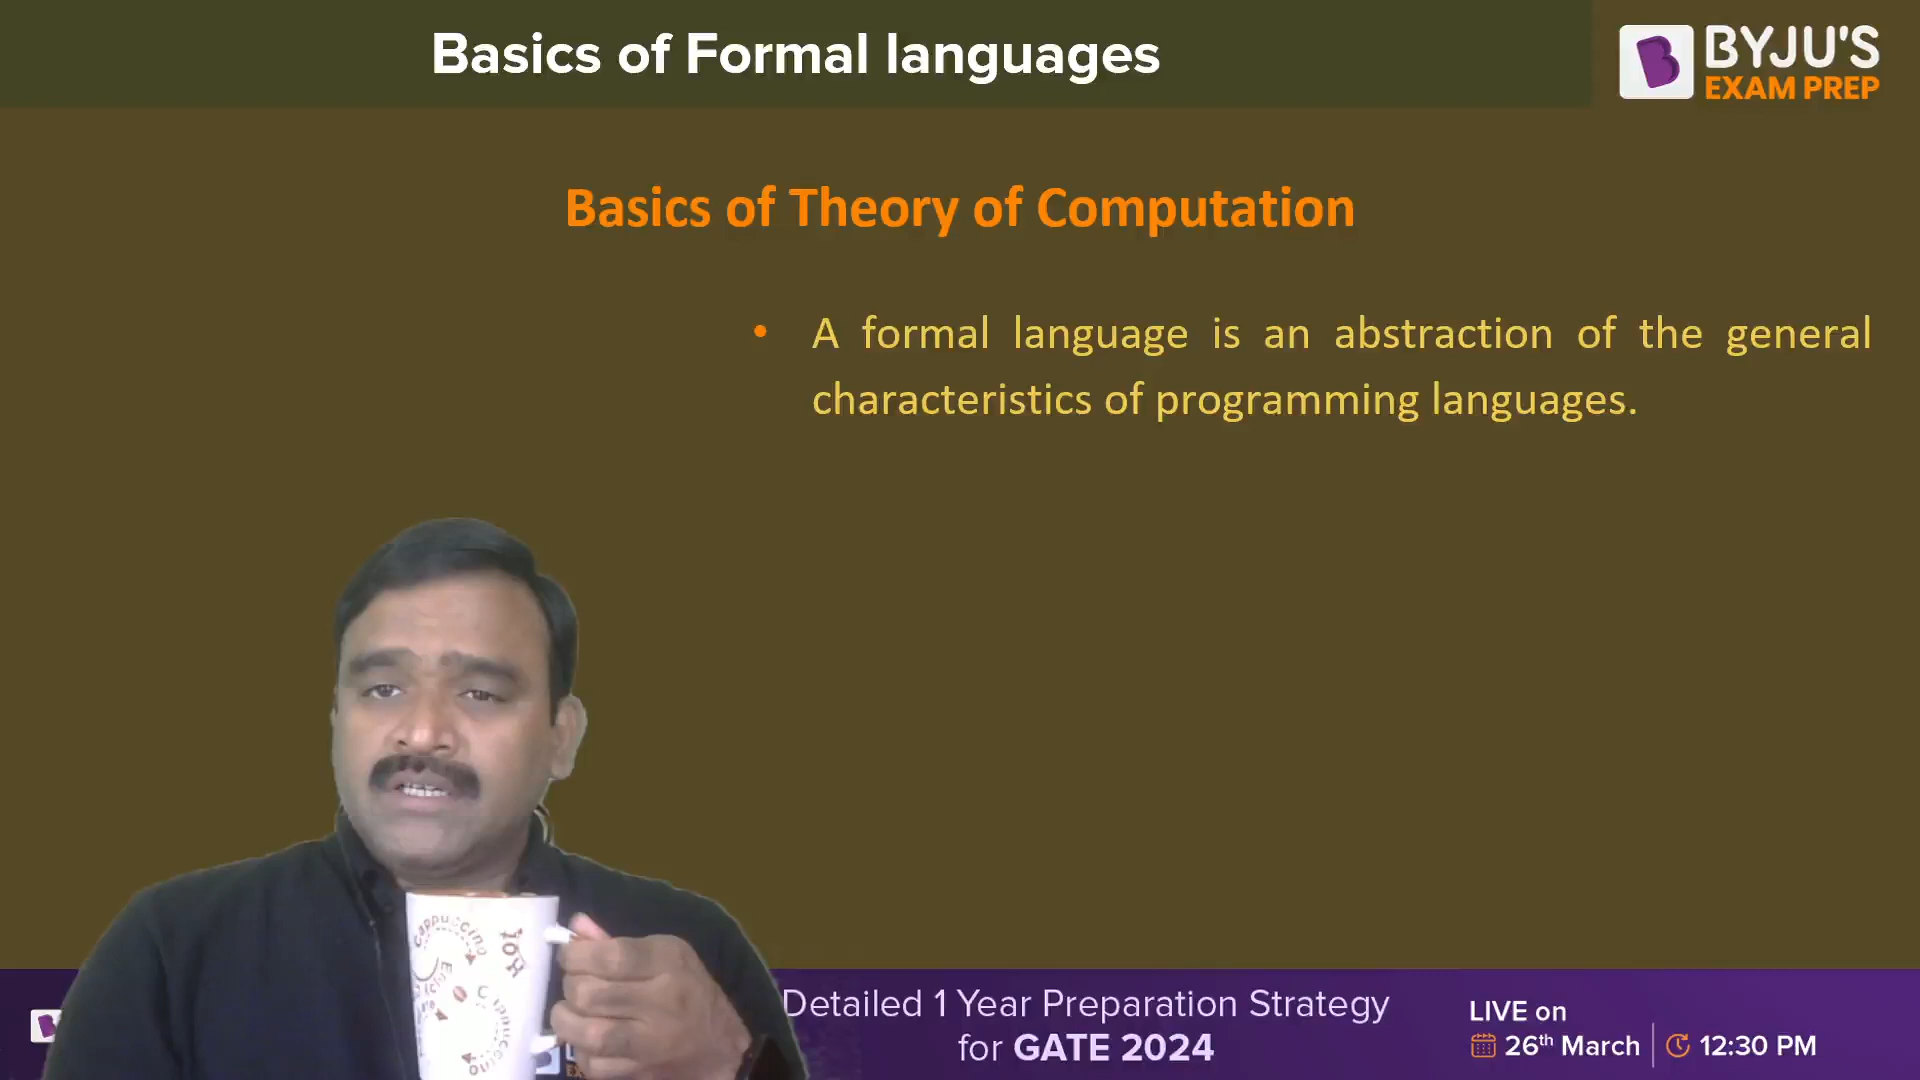 Basics of Formal languages
BYJU'S
EXAM PREP
Basics of Theory of Computation
• A formal language is an abstraction of the general
characteristics of programming languages.
Cappuccino
Hot
Detailed 1 Year Preparation Strategy
for GATE 2024
LIVE on
26th March | 12:30 PM